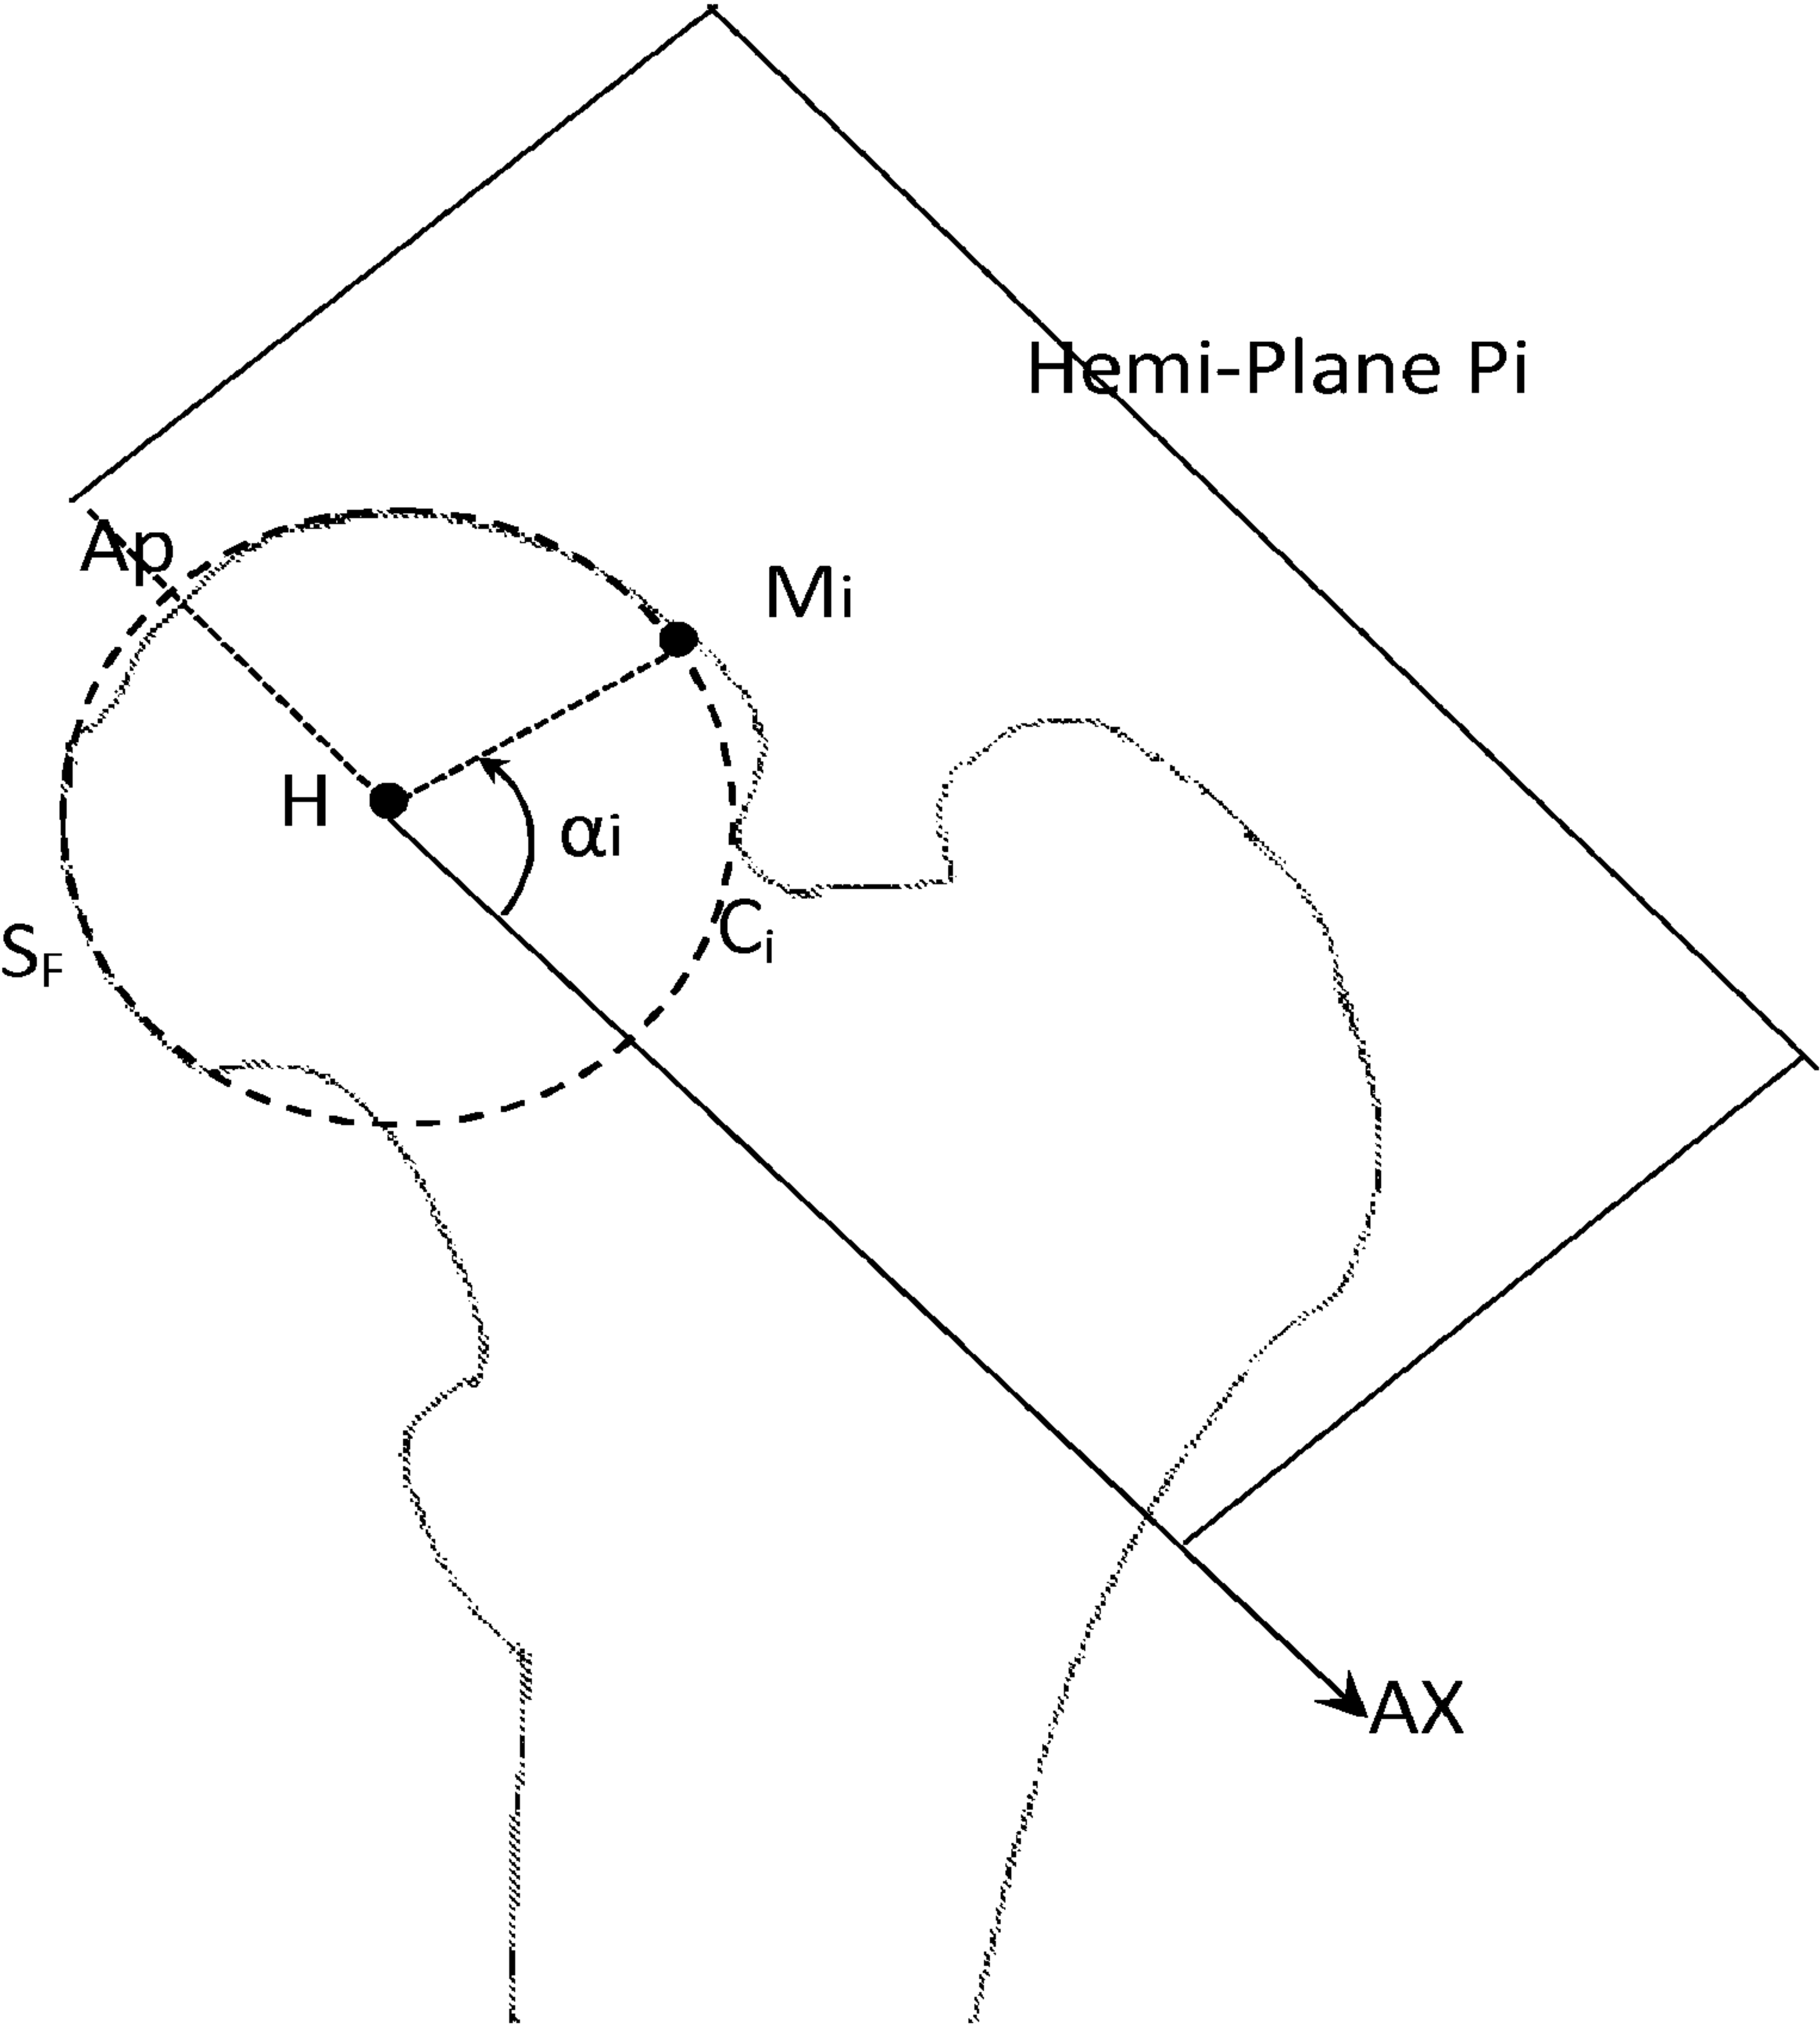 Hemi-Plane Pi
Ap
Mi
H
αi
Ci
SF
AX